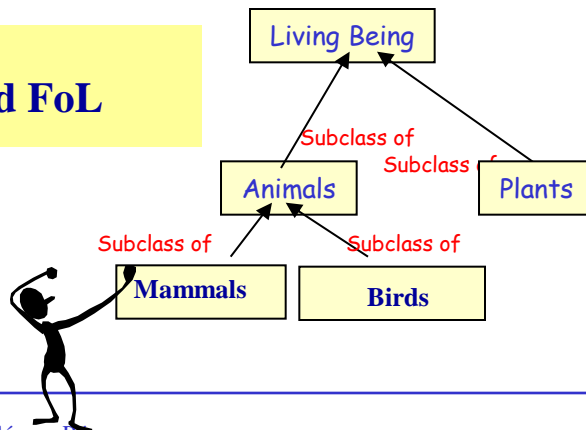 Living Being
d FoL
Subclass of
Subclass
Animals
Plants
Subclass of
Subclass of
Mammals
Birds